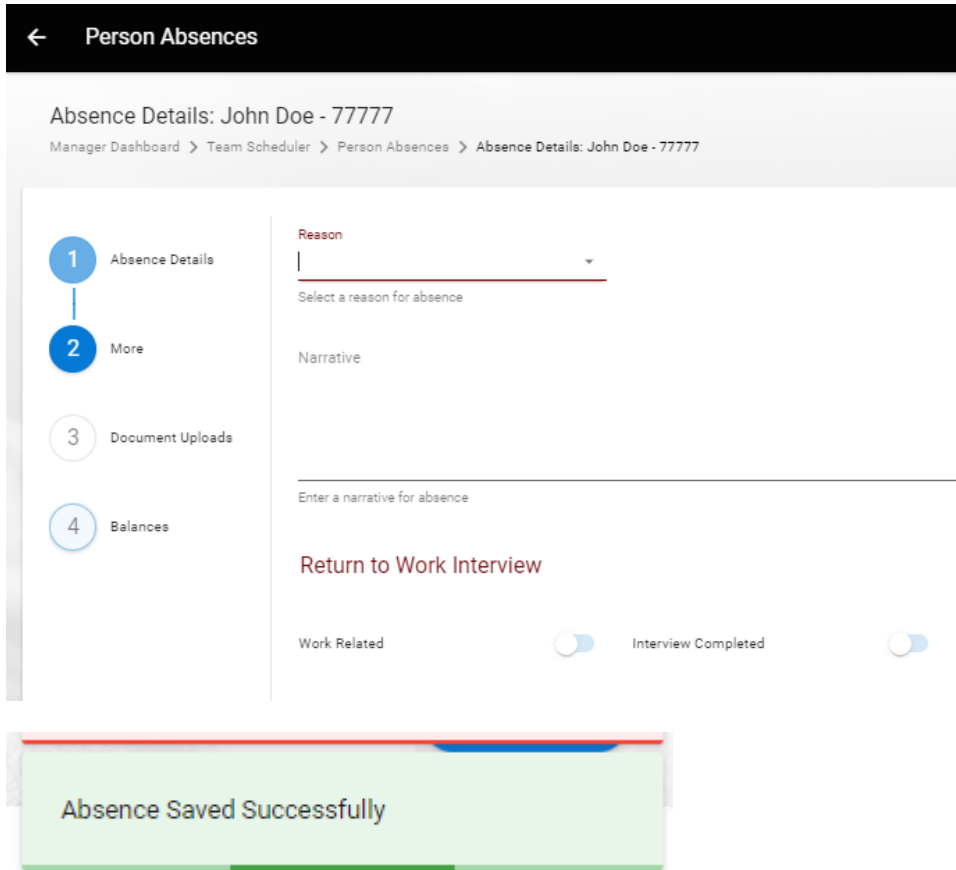 Person Absences
Absence Details: John Doe - 77777
Manager Dashboard > Team Scheduler > Person Absences > Absence Details: John Doe - 77777
1 Absence Details
Reason
Select a reason for absence
2 More
Narrative
3 Document Uploads
Enter a narrative for absence
4 Balances
Return to Work Interview
Work Related Interview Completed
Absence Saved Successfully